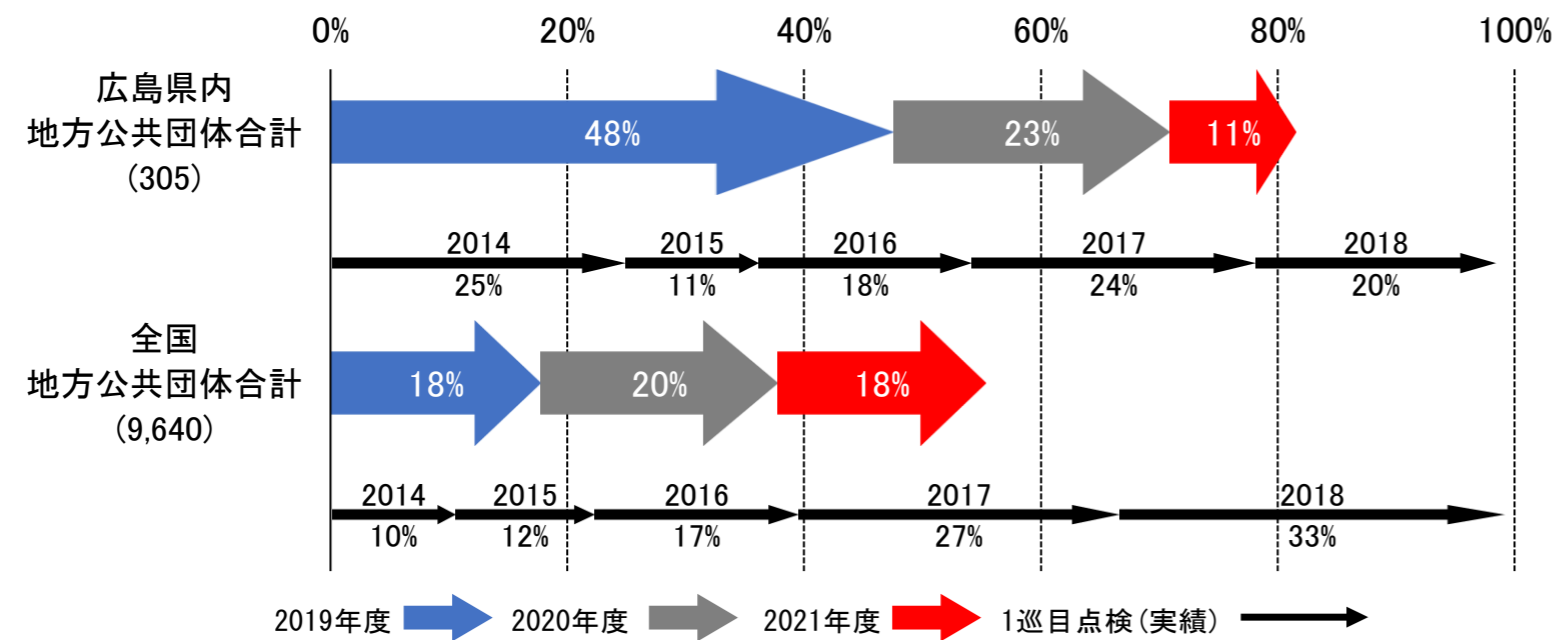 0% 20% 40% 60% 80% 100%
広島県内
地方公共団体合計
(305)
48% 23% 11%
2014 2015 2016 2017 2018
25% 11% 18% 24% 20%
全国
地方公共団体合計
(9,640)
18% 20% 18%
2014 2015 2016 2017 2018
10% 12% 17% 27% 33%
2019年度 2020年度 2021年度 1巡目点検(実績)